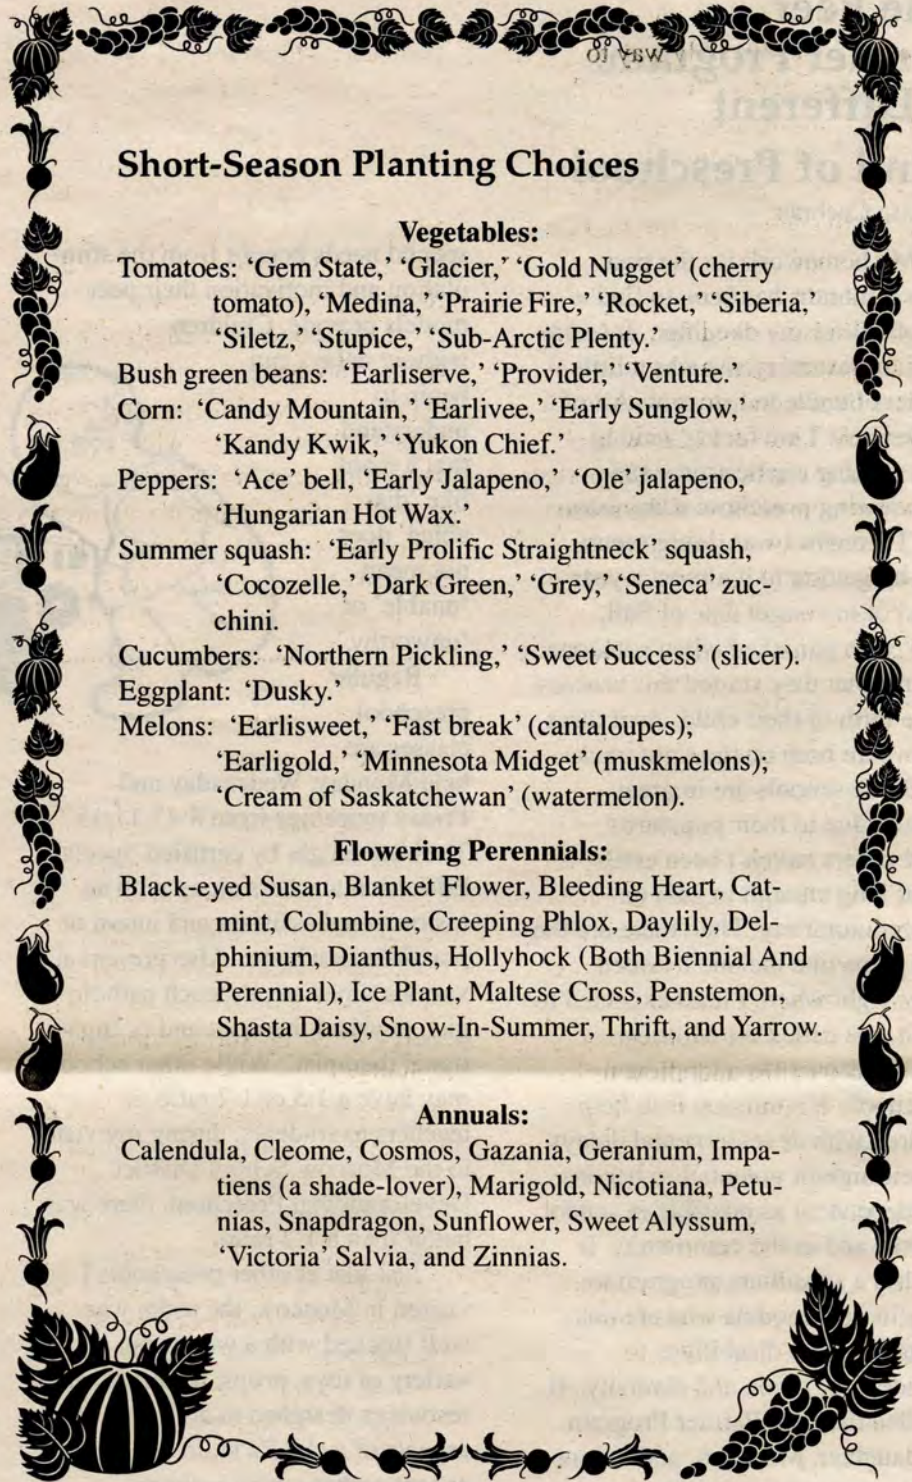 way to
Short-Season Planting Choices
Vegetables:
Tomatoes: ‘Gem State,’ ‘Glacier,’ ‘Gold Nugget’ (cherry
tomato), ‘Medina,’ ‘Prairie Fire,’ ‘Rocket,’ ‘Siberia,’
‘Siletz,’ ‘Stupice,’ ‘Sub-Arctic Plenty.’
Bush green beans: ‘Earliserve,’ ‘Provider,’ ‘Venture.’
Corn: ‘Candy Mountain,’ ‘Earlivee,’ ‘Early Sunglow,’
‘Kandy Kwik,’ ‘Yukon Chief.’
Peppers: ‘Ace’ bell, ‘Early Jalapeno,’ ‘Ole’ jalapeno,
‘Hungarian Hot Wax.’
Summer squash: ‘Early Prolific Straightneck’ squash,
‘Cocozelle,’ ‘Dark Green,’ ‘Grey,’ ‘Seneca’ zuc-
chini.
Cucumbers: ‘Northern Pickling,’ ‘Sweet Success’ (slicer).
Eggplant: ‘Dusky.’
Melons: ‘Earlisweet,’ ‘Fast break’ (cantaloupes);
‘Earligold,’ ‘Minnesota Midget’ (muskmelons);
‘Cream of Saskatchewan’ (watermelon).
Flowering Perennials:
Black-eyed Susan, Blanket Flower, Bleeding Heart, Cat-
mint, Columbine, Creeping Phlox, Daylily, Del-
phinium, Dianthus, Hollyhock (Both Biennial And
Perennial), Ice Plant, Maltese Cross, Penstemon,
Shasta Daisy, Snow-In-Summer, Thrift, and Yarrow.
Annuals:
Calendula, Cleome, Cosmos, Gazania, Geranium, Impa-
tiens (a shade-lover), Marigold, Nicotiana, Petu-
nias, Snapdragon, Sunflower, Sweet Alyssum,
‘Victoria’ Salvia, and Zinnias.